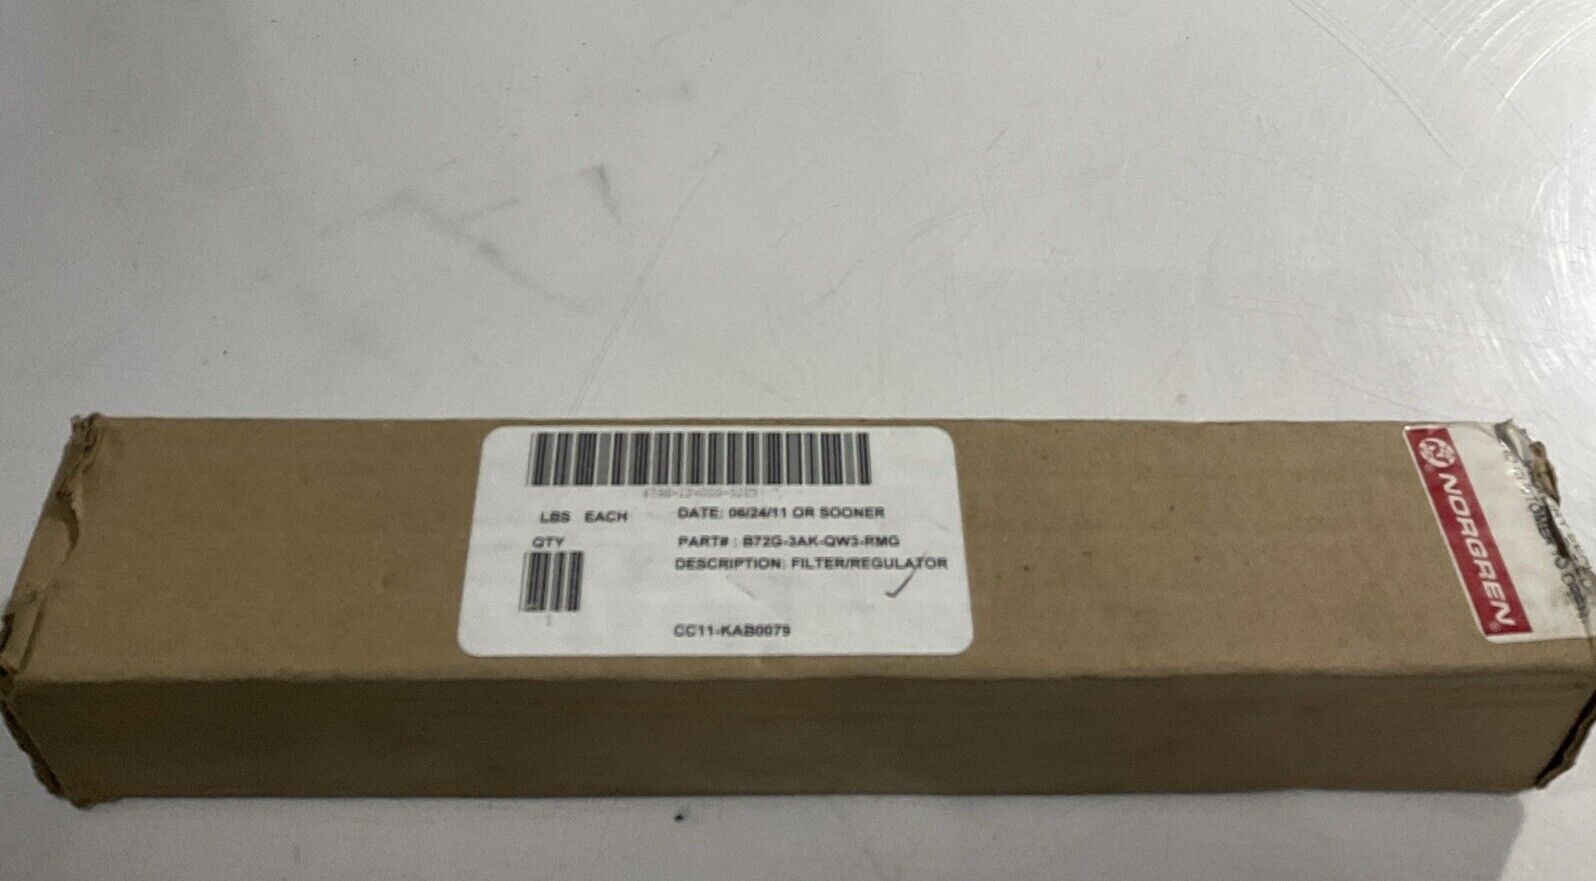 LBS EACH
DATE: 06/24/11 OR SOONER
QTY
PART# : B72G-3AK-QW3-RMG
DESCRIPTION: FILTER/REGULATOR
CC11-KAB0079
NORGREN®